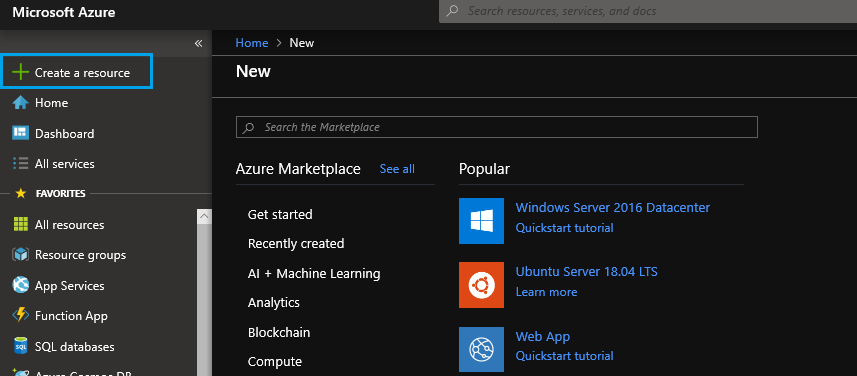 Microsoft Azure
Search resources, services, and docs
«
Home > New
Create a resource
New
Home
Dashboard
Search the Marketplace
All services
Azure Marketplace See all
Popular
FAVORITES
Get started
Windows Server 2016 Datacenter
Quickstart tutorial
All resources
Recently created
Resource groups
AI + Machine Learning
Ubuntu Server 18.04 LTS
Learn more
App Services
Analytics
Function App
Blockchain
Web App
Quickstart tutorial
SQL databases
Compute
Azure Cosmos DB